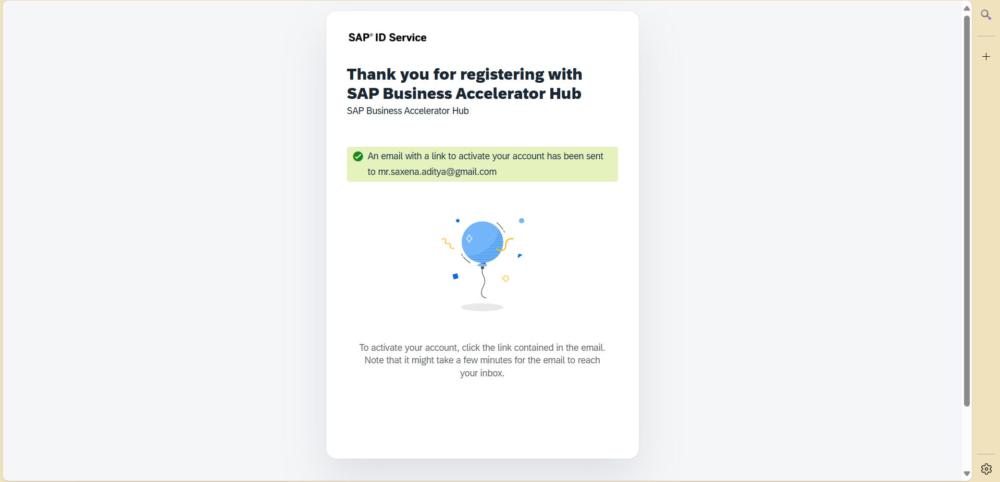 SAP® ID Service
Thank you for registering with
SAP Business Accelerator Hub
SAP Business Accelerator Hub
An email with a link to activate your account has been sent
to mr.saxena.aditya@gmail.com
To activate your account, click the link contained in the email.
Note that it might take a few minutes for the email to reach
your inbox.